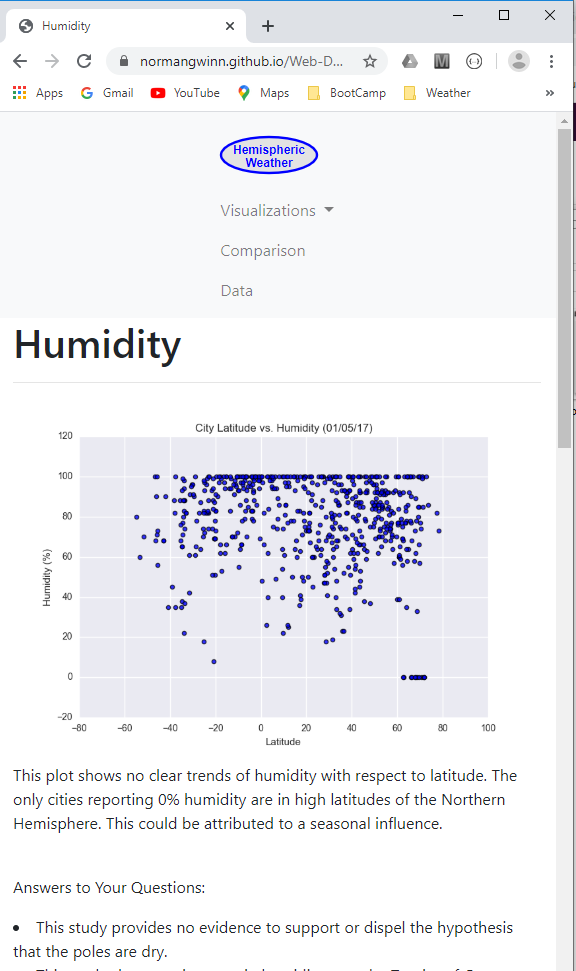 Humidity
normangwinn.github.io/Web-D...
Apps Gmail YouTube Maps BootCamp Weather »
Hemispheric
Weather
Visualizations
Comparison
Data
Humidity
City Latitude vs. Humidity (01/05/17)
120
100
80
60
40
20
0
−20
Humidity (%)
−80 −60 −40 −20 0 20 40 60 80 100
Latitude
This plot shows no clear trends of humidity with respect to latitude. The
only cities reporting 0% humidity are in high latitudes of the Northern
Hemisphere. This could be attributed to a seasonal influence.
Answers to Your Questions:
• This study provides no evidence to support or dispel the hypothesis
that the poles are dry.